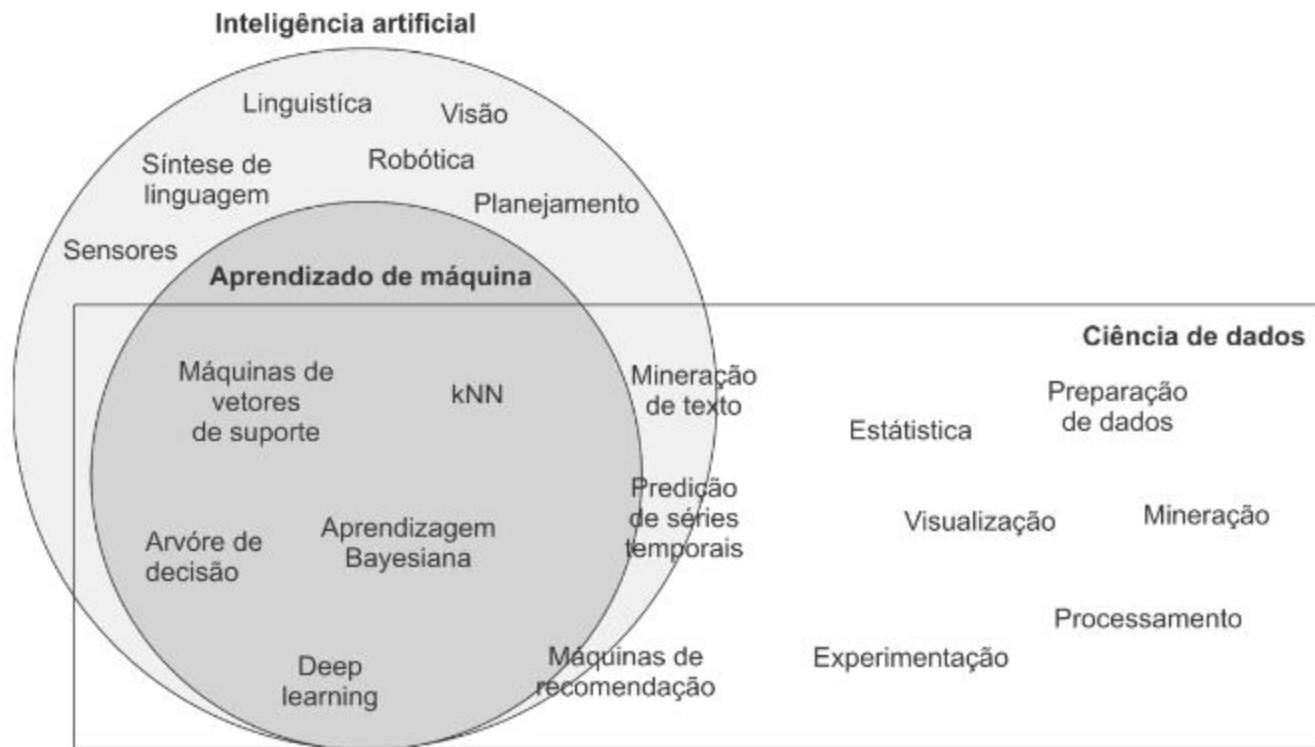 Inteligência artificial
Linguistíca
Visão
Síntese de
linguagem
Robótica
Planejamento
Sensores
Aprendizado de máquina
Ciência de dados
Máquinas de
vetores
de suporte
kNN
Mineração
de texto
Estátistica
Preparação
de dados
Arvóre de
decisão
Aprendizagem
Bayesiana
Predição
de séries
temporais
Visualização
Mineração
Deep
learning
Máquinas de
recomendação
Experimentação
Processamento